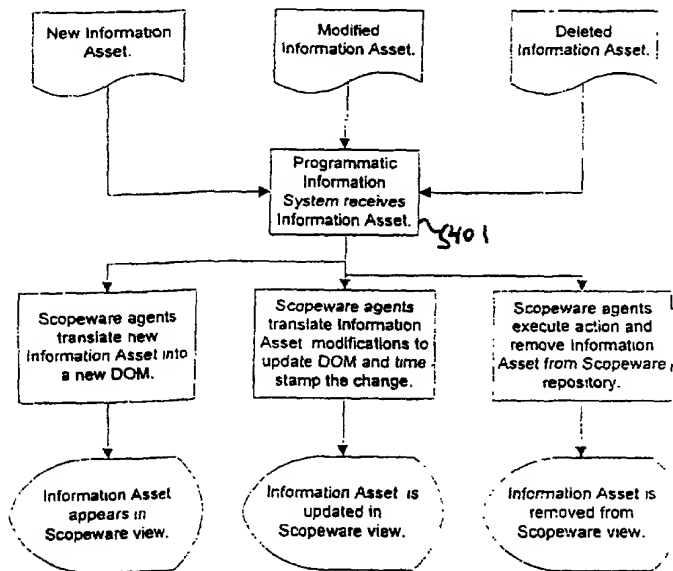 New Information
Asset.
Modified
Information Asset.
Deleted
Information Asset.
Programmatic
Information
System receives
Information Asset.
5401
Scopeware agents
translate new
Information Asset into
a new DOM.
Scopeware agents
translate Information
Asset modifications to
update DOM and time
stamp the change.
Scopeware agents
execute action and
remove Information
Asset from Scopeware
repository.
Information Asset
appears in
Scopeware view.
Information Asset is
updated in
Scopeware view.
Information Asset is
removed from
Scopeware view.